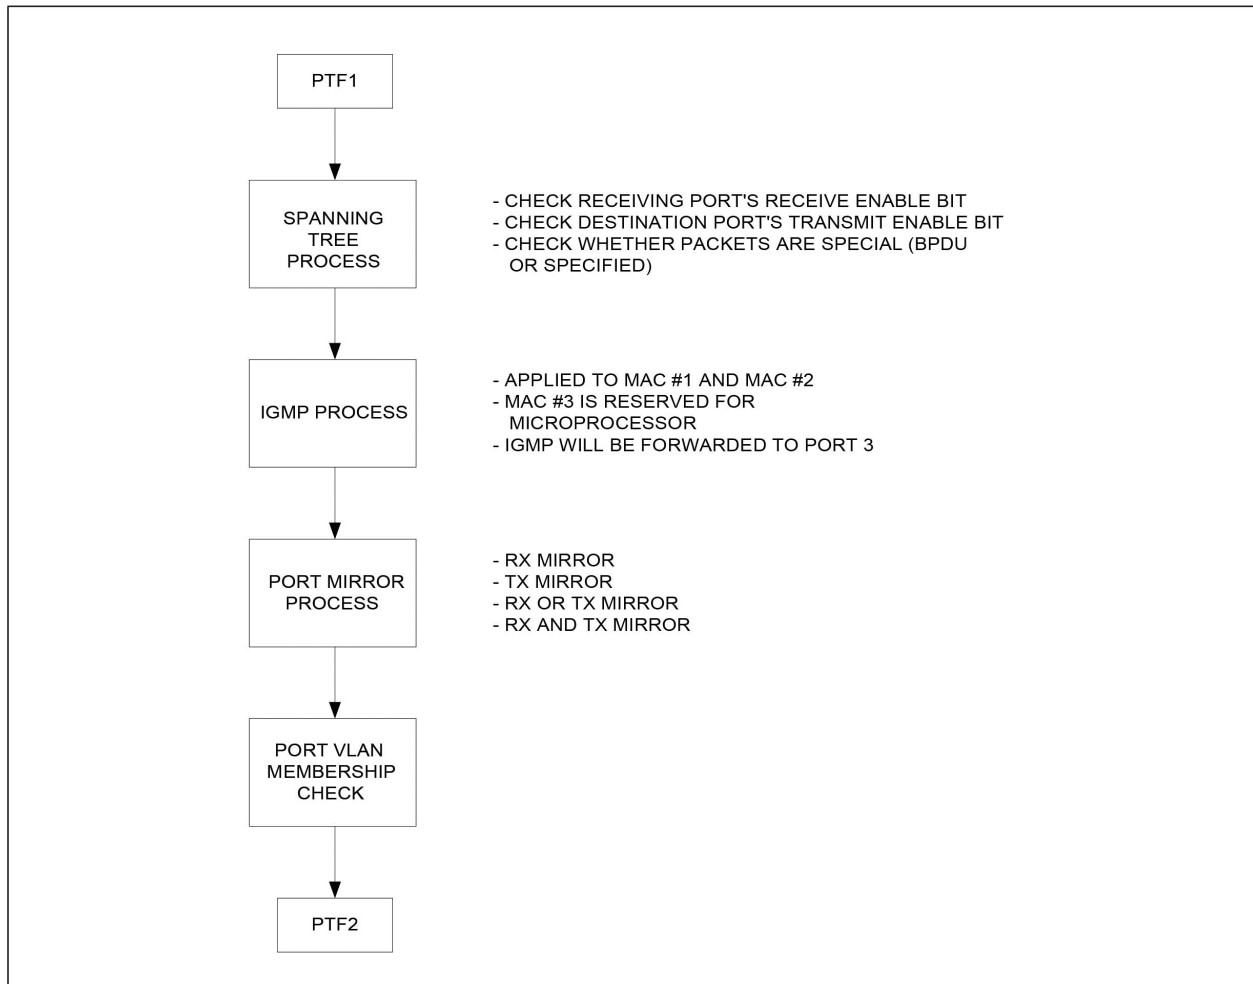 PTF1
SPANNING
TREE
PROCESS
- CHECK RECEIVING PORT'S RECEIVE ENABLE BIT
- CHECK DESTINATION PORT'S TRANSMIT ENABLE BIT
- CHECK WHETHER PACKETS ARE SPECIAL (BPDU
OR SPECIFIED)
IGMP PROCESS
- APPLIED TO MAC #1 AND MAC #2
- MAC #3 IS RESERVED FOR
MICROPROCESSOR
- IGMP WILL BE FORWARDED TO PORT 3
PORT MIRROR
PROCESS
- RX MIRROR
- TX MIRROR
- RX OR TX MIRROR
- RX AND TX MIRROR
PORT VLAN
MEMBERSHIP
CHECK
PTF2